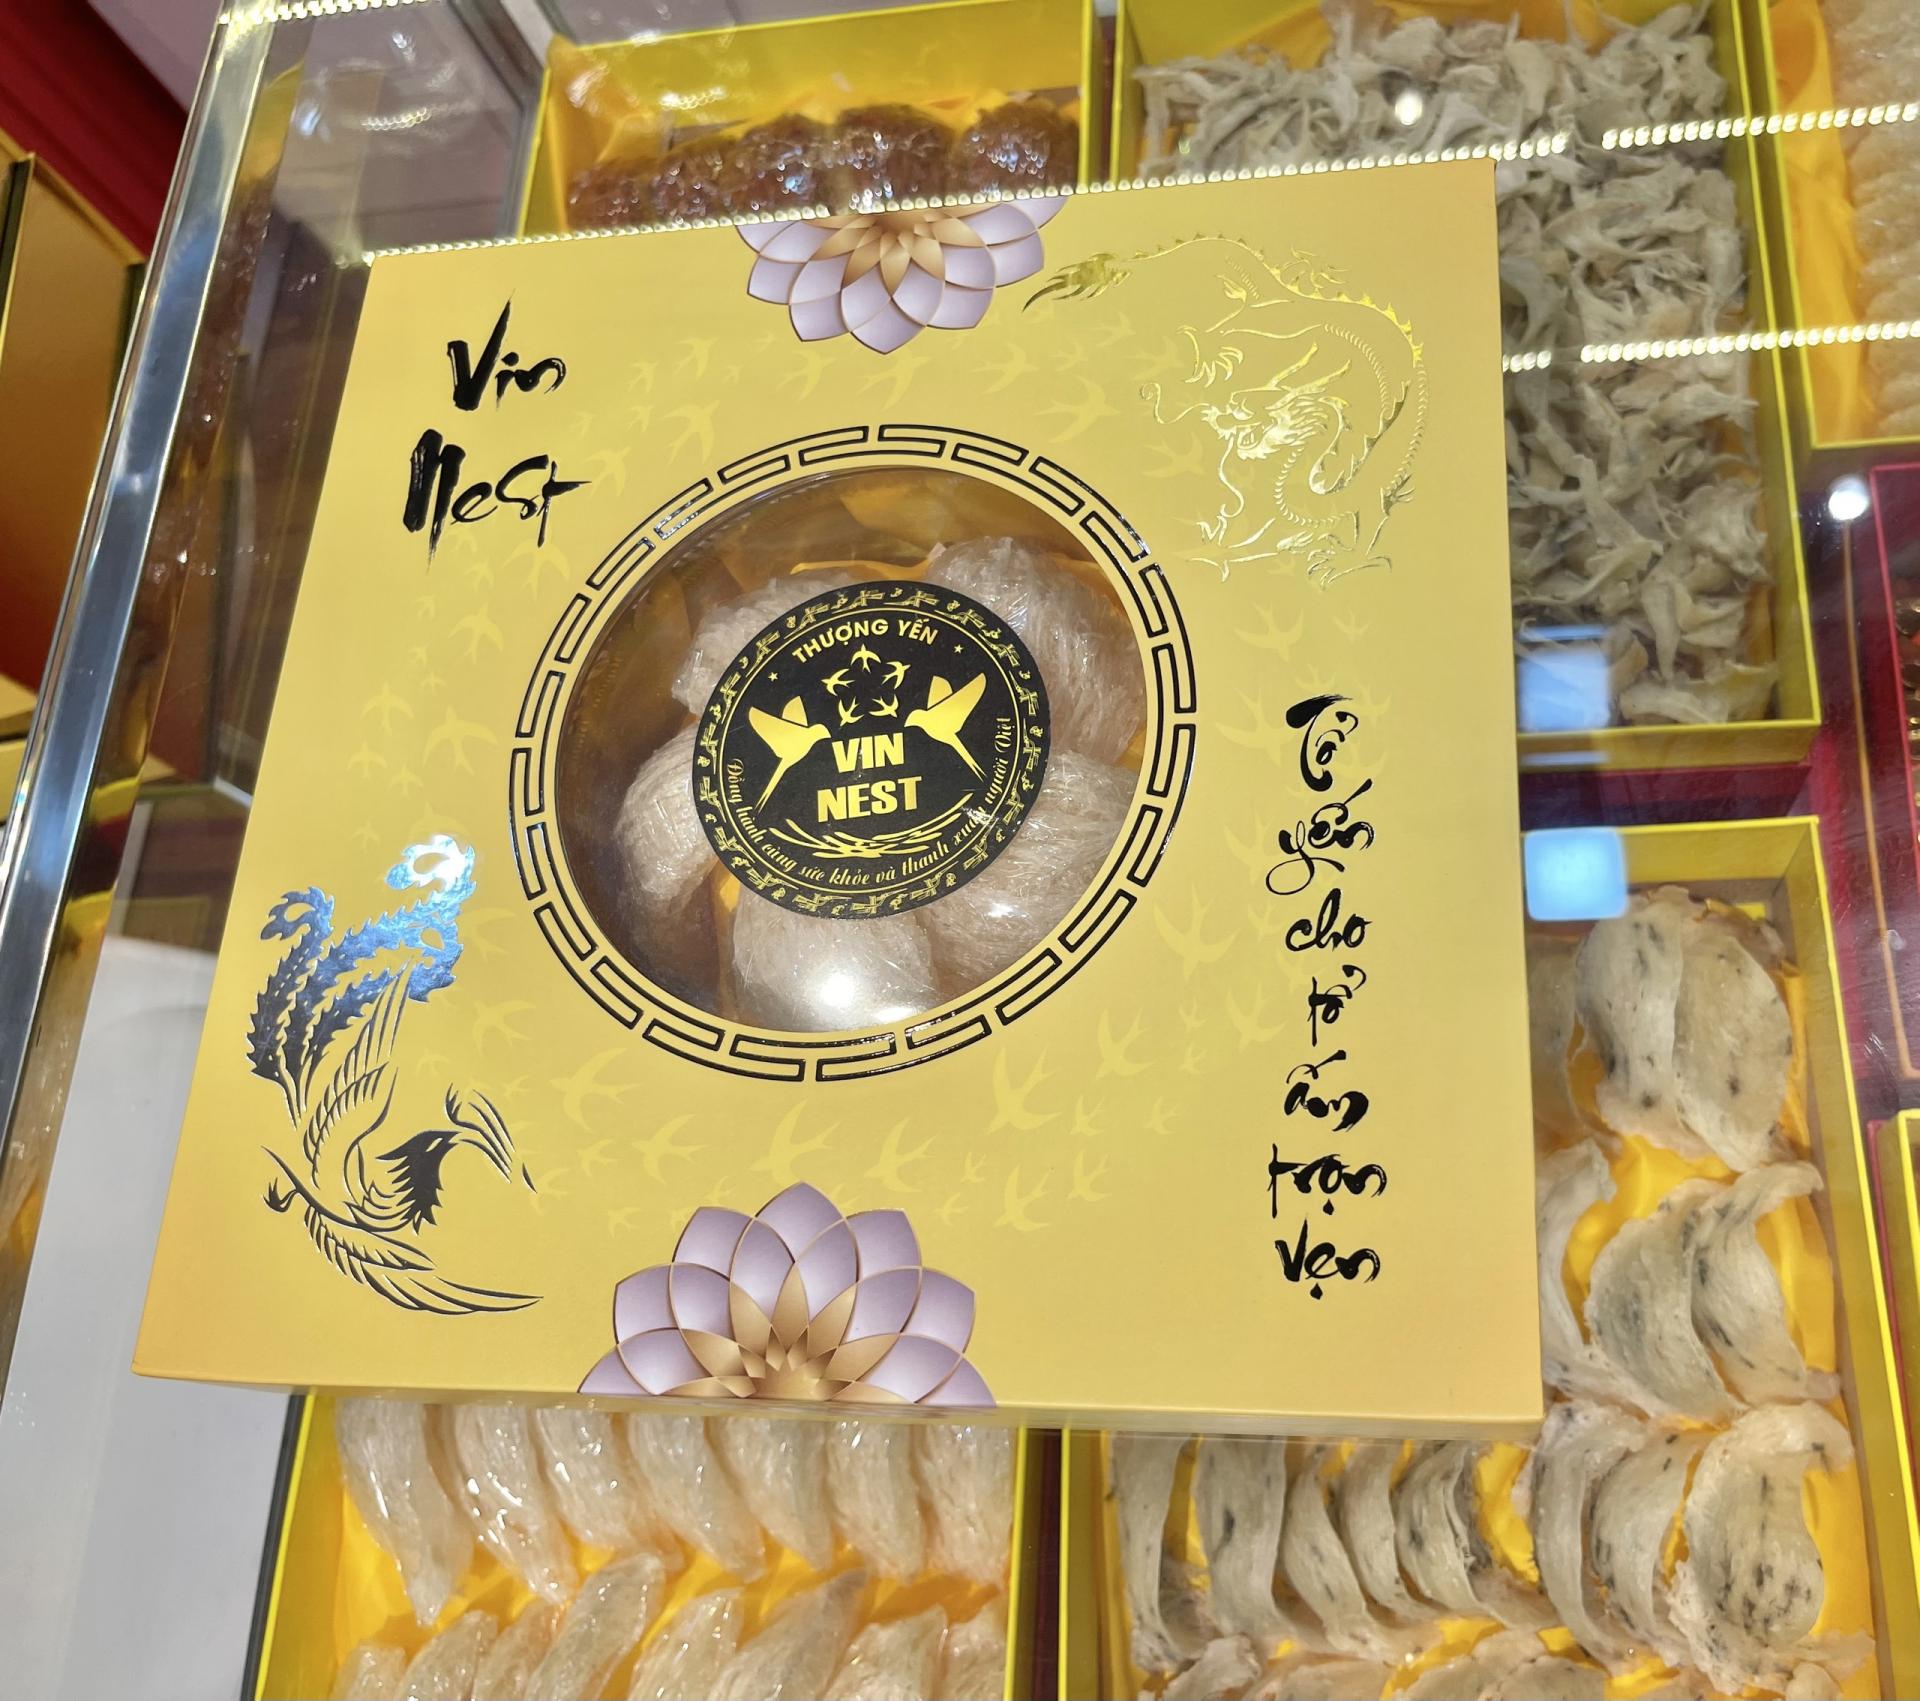 Vin
Nest
THƯỢNG YẾN
VIN
NEST
Đồng hành cùng sức khỏe và thanh xuân người Việt
Tổ
yến
cho
tổ
ấm
trọn
vẹn